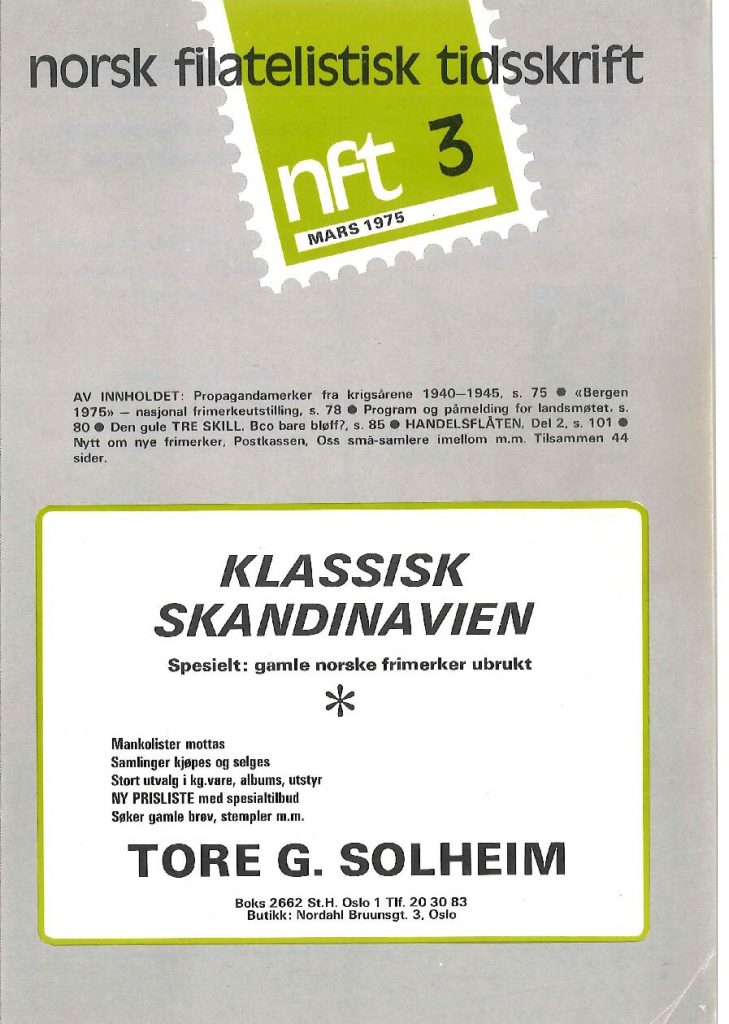 norsk filatelistisk tidsskrift
nft 3
MARS 1975
AV INNHOLDET: Propagandamerker fra krigsårene 1940—1945, s. 75 ● «Bergen
1975» — nasjonal frimerkeutstilling, s. 78 ● Program og påmelding for landsmøtet, s.
80 ● Den gule TRE SKILL. Bco bare bløff?, s. 85 ● HANDELSFLÅTEN, Del 2, s. 101 ●
Nytt om nye frimerker, Postkassen, Oss små-samlere imellom m.m. Tilsammen 44
sider.
KLASSISK
SKANDINAVIEN
Spesielt: gamle norske frimerker ubrukt
*
Mankolister mottas
Samlinger kjøpes og selges
Stort utvalg i kg.vare, albums, utstyr
NY PRISLISTE med spesialtilbud
Søker gamle brev, stempler m.m.
TORE G. SOLHEIM
Boks 2662 St.H. Oslo 1 Tlf. 20 30 83
Butikk: Nordahl Bruunsgt. 3, Oslo